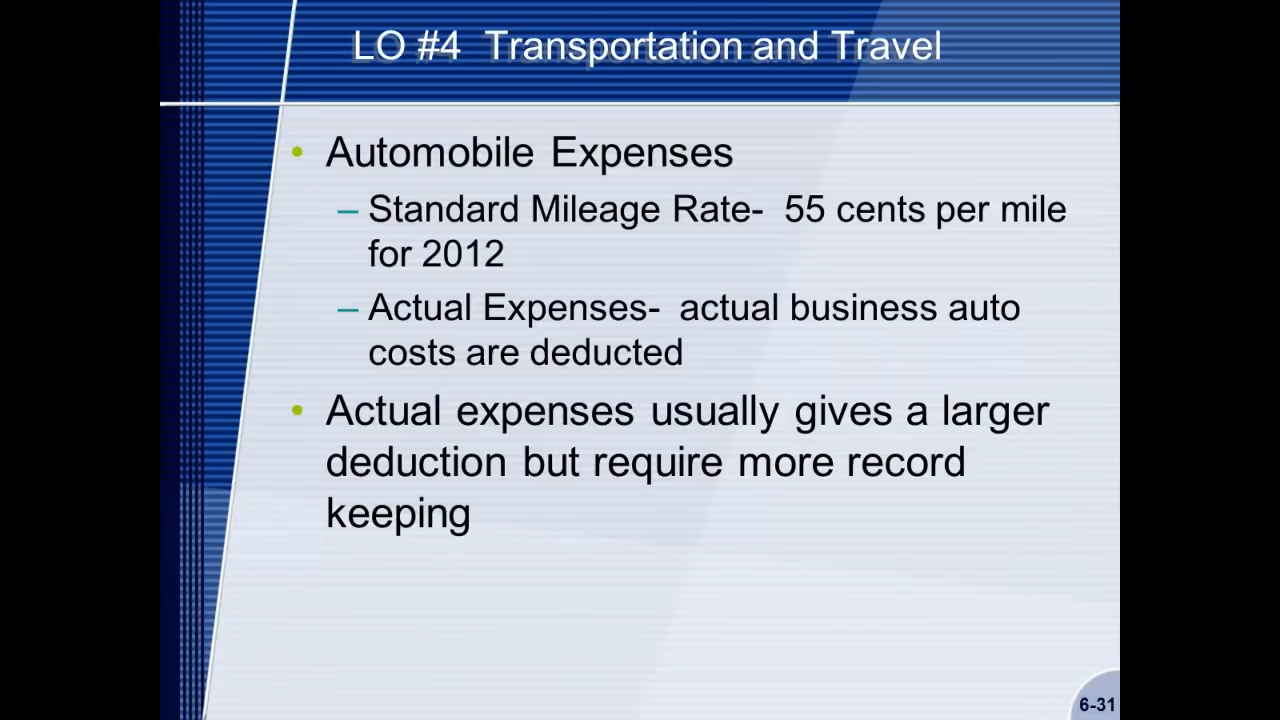 LO #4 Transportation and Travel
• Automobile Expenses
– Standard Mileage Rate- 55 cents per mile
for 2012
– Actual Expenses- actual business auto
costs are deducted
• Actual expenses usually gives a larger
deduction but require more record
keeping
6-31